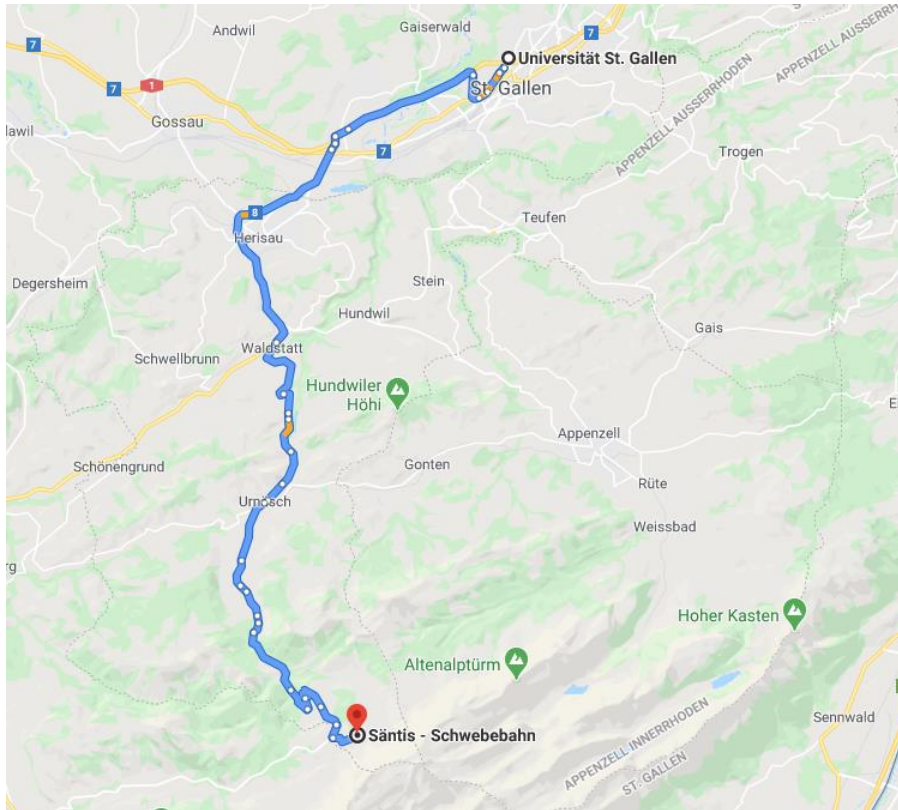 Andwil
Gaiserwald
7
7
Universität St. Gallen
APPENZELL AUSSERRHODEN
7
1
St. Gallen
Gossau
7
APPENZELL AUSSERRHODEN
Trogen
8
Herisau
Teufen
Degersheim
Stein
Hundwil
Gais
Waldstatt
Schwellbrunn
Hundwiler
Höhi
Appenzell
Schönengrund
Gonten
Rüte
Urnäsch
Weissbad
rg
Hoher Kasten
Altenalptürm
Säntis - Schwebebahn
Sennwald
APPENZELL INNERRHODEN
ST. GALLEN